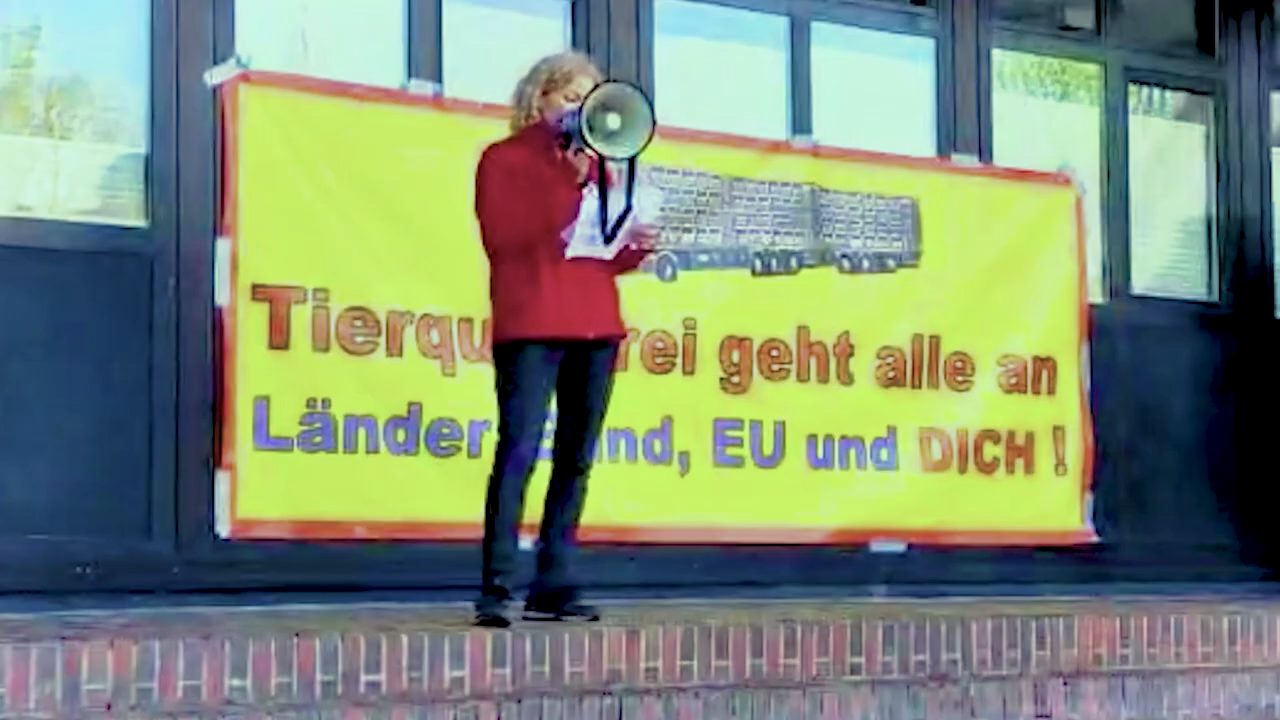 Tierqu rei geht alle an
Länder nd, EU und DICH !